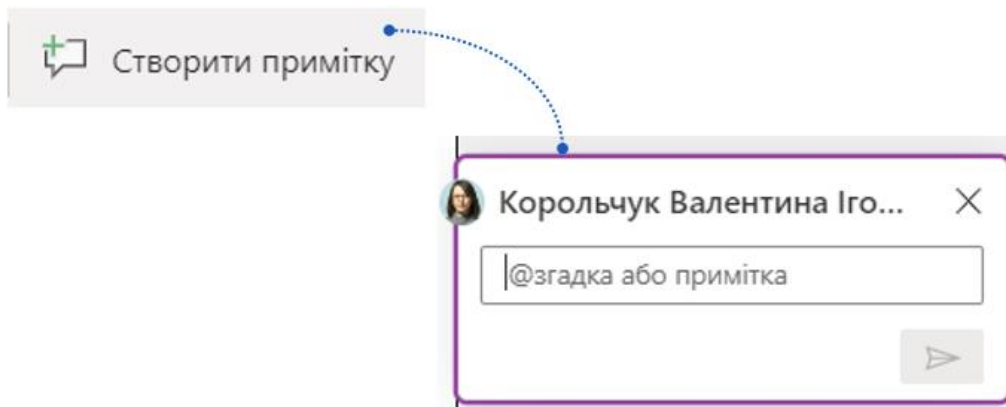 Створити примітку
Корольчук Валентина Іго...
@згадка або примітка